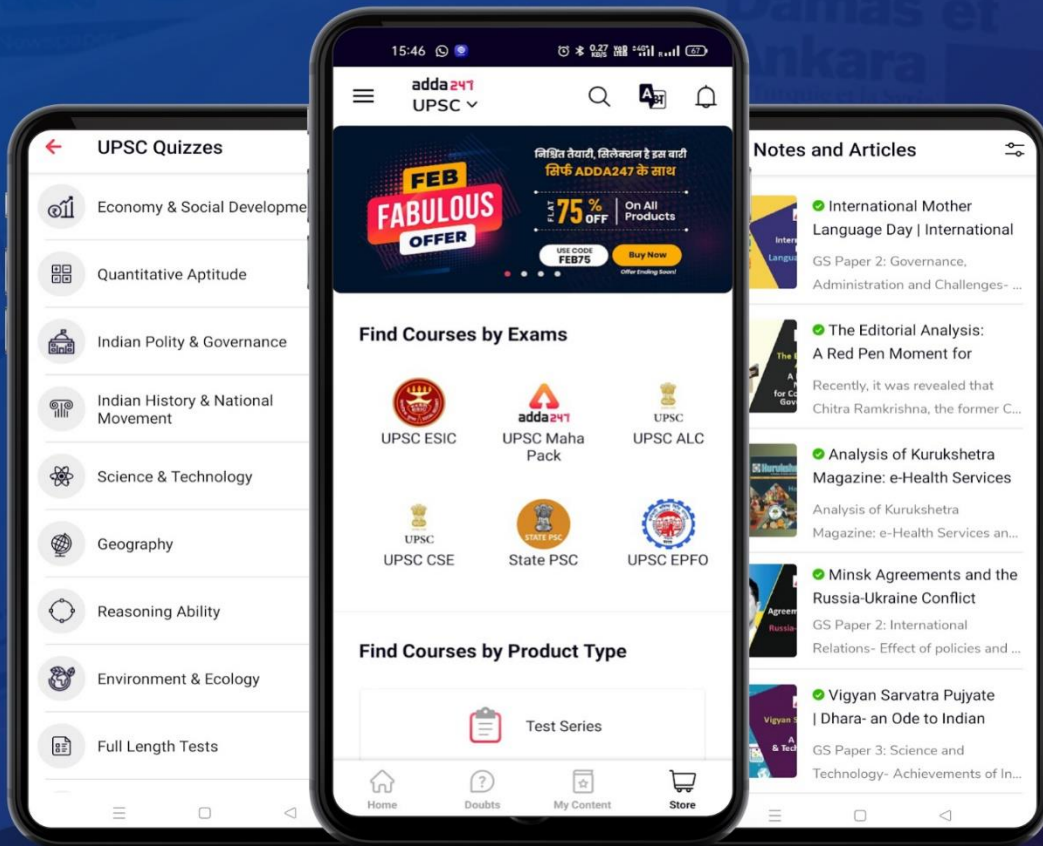 Damas et
Ankara
UPSC Quizzes
Economy & Social Developme
Quantitative Aptitude
Indian Polity & Governance
Indian History & National
Movement
Science & Technology
Geography
Reasoning Ability
Environment & Ecology
Full Length Tests
15:46
0.27
KB/S
67
adda247
UPSC
FEB
FABULOUS
OFFER
निश्चित तैयारी, सिलेक्शन है इस बारी
सिर्फ ADDA247 के साथ
FLAT 75% OFF On All
Products
USE CODE
FEB75
Buy Now
Offer Ending Soon!
Find Courses by Exams
UPSC ESIC
adda247
UPSC Maha
Pack
UPSC
UPSC ALC
UPSC
UPSC CSE
STATE PSC
State PSC
UPSC EPFO
Find Courses by Product Type
Test Series
Home
Doubts
My Content
Store
Notes and Articles
International Mother
Language Day | International
GS Paper 2: Governance,
Administration and Challenges- ...
The Editorial Analysis:
A Red Pen Moment for
Recently, it was revealed that
Chitra Ramkrishna, the former C...
Analysis of Kurukshetra
Magazine: e-Health Services
Analysis of Kurukshetra
Magazine: e-Health Services an...
Minsk Agreements and the
Russia-Ukraine Conflict
GS Paper 2: International
Relations- Effect of policies and ...
Vigyan Sarvatra Pujyate
| Dhara- an Ode to Indian
GS Paper 3: Science and
Technology- Achievements of In...